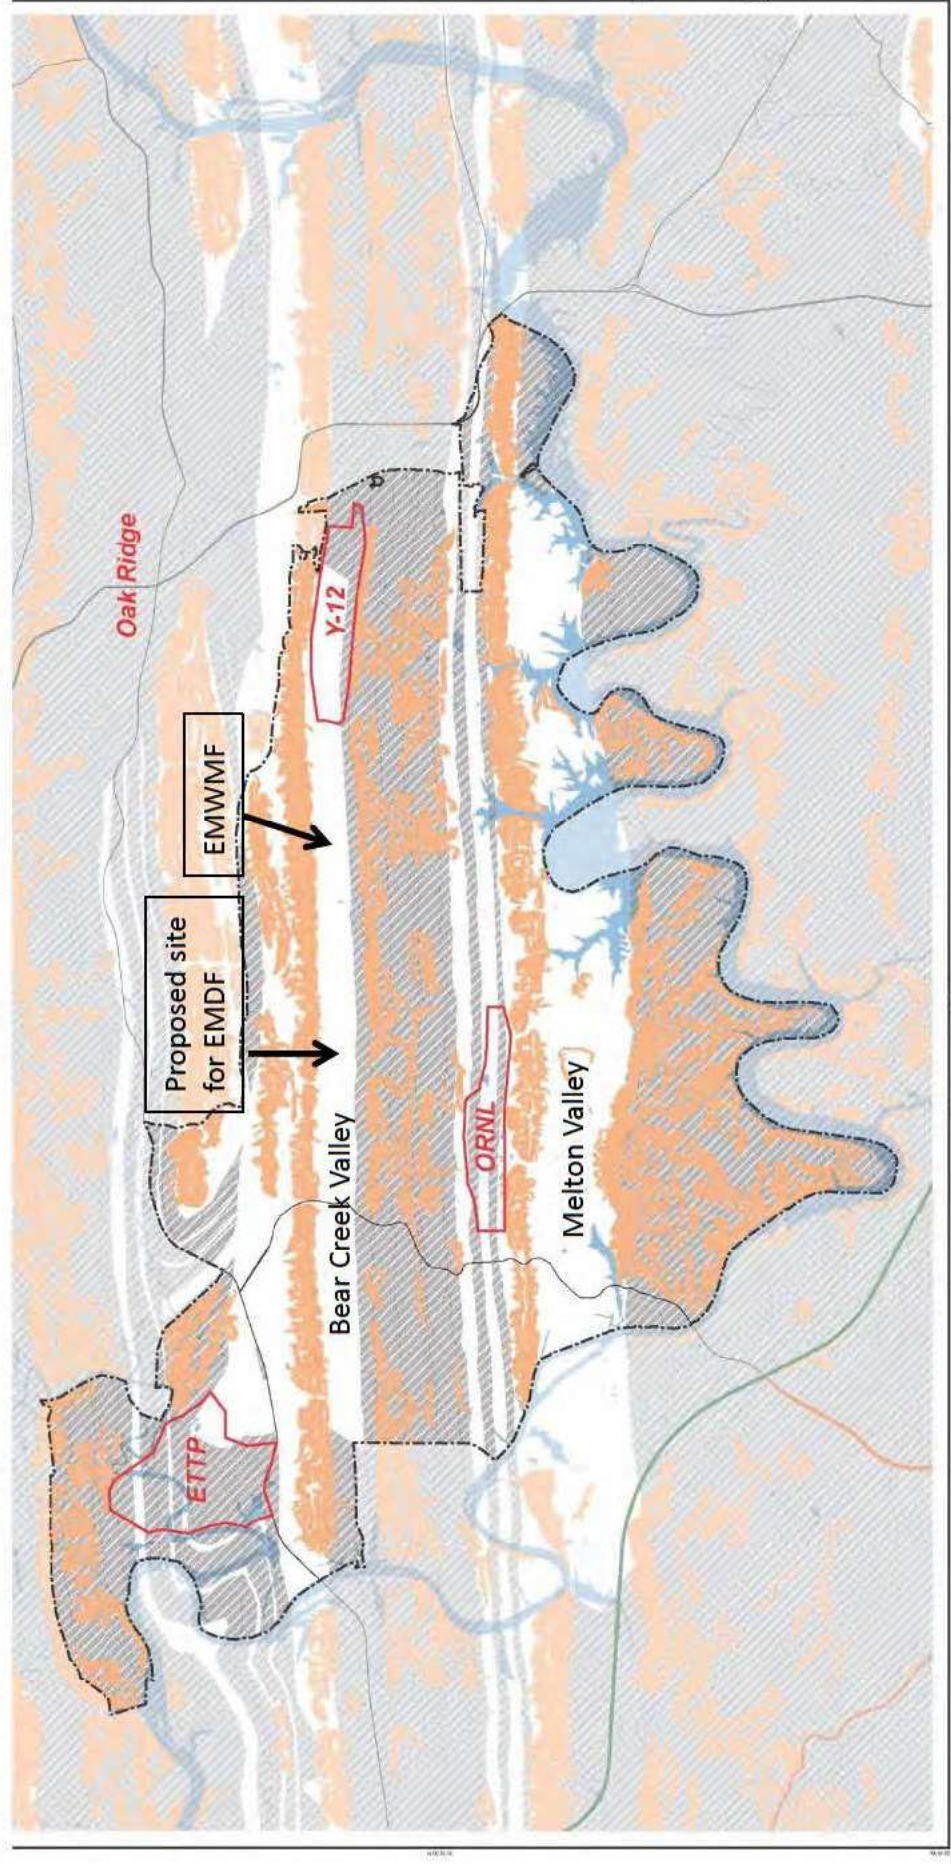 Oak Ridge
EMWMF
Proposed site
for EMDF
Y-12
Bear Creek Valley
ORNL
Melton Valley
ETTP